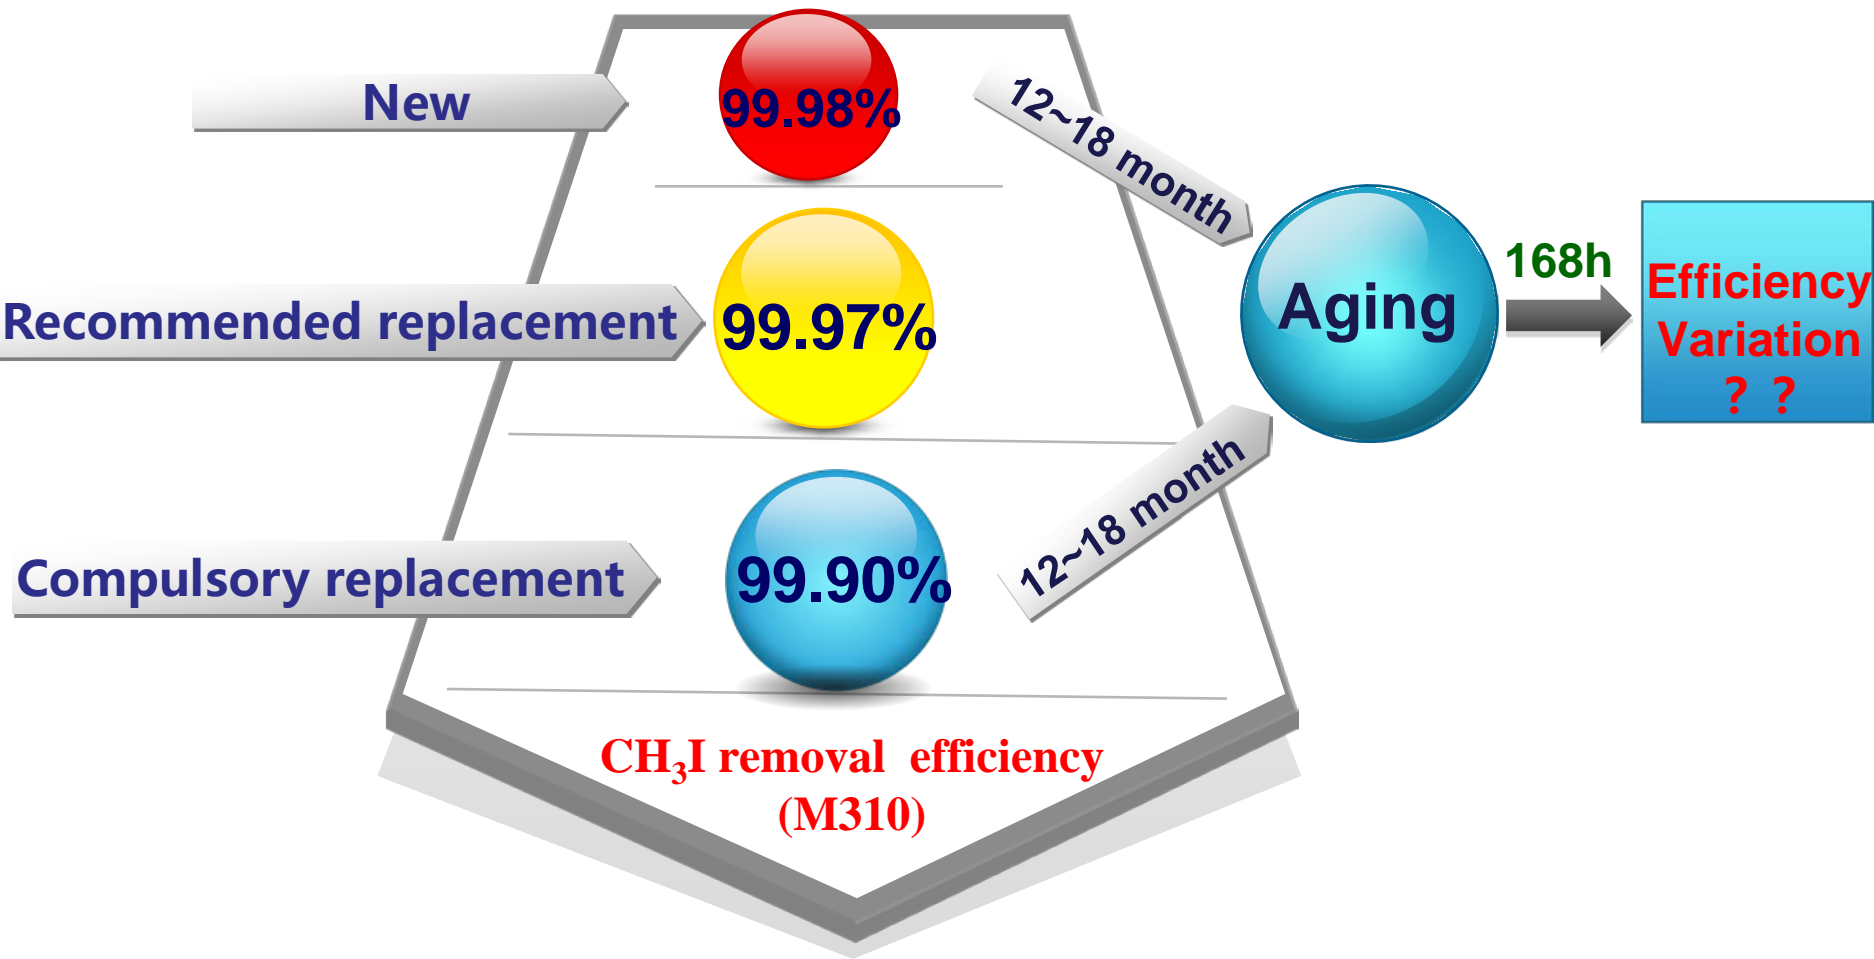 New
99.98%
12~18 month
Recommended replacement
99.97%
Aging
168h
Efficiency
Variation
? ?
Compulsory replacement
99.90%
12~18 month
CH₃I removal efficiency
(M310)